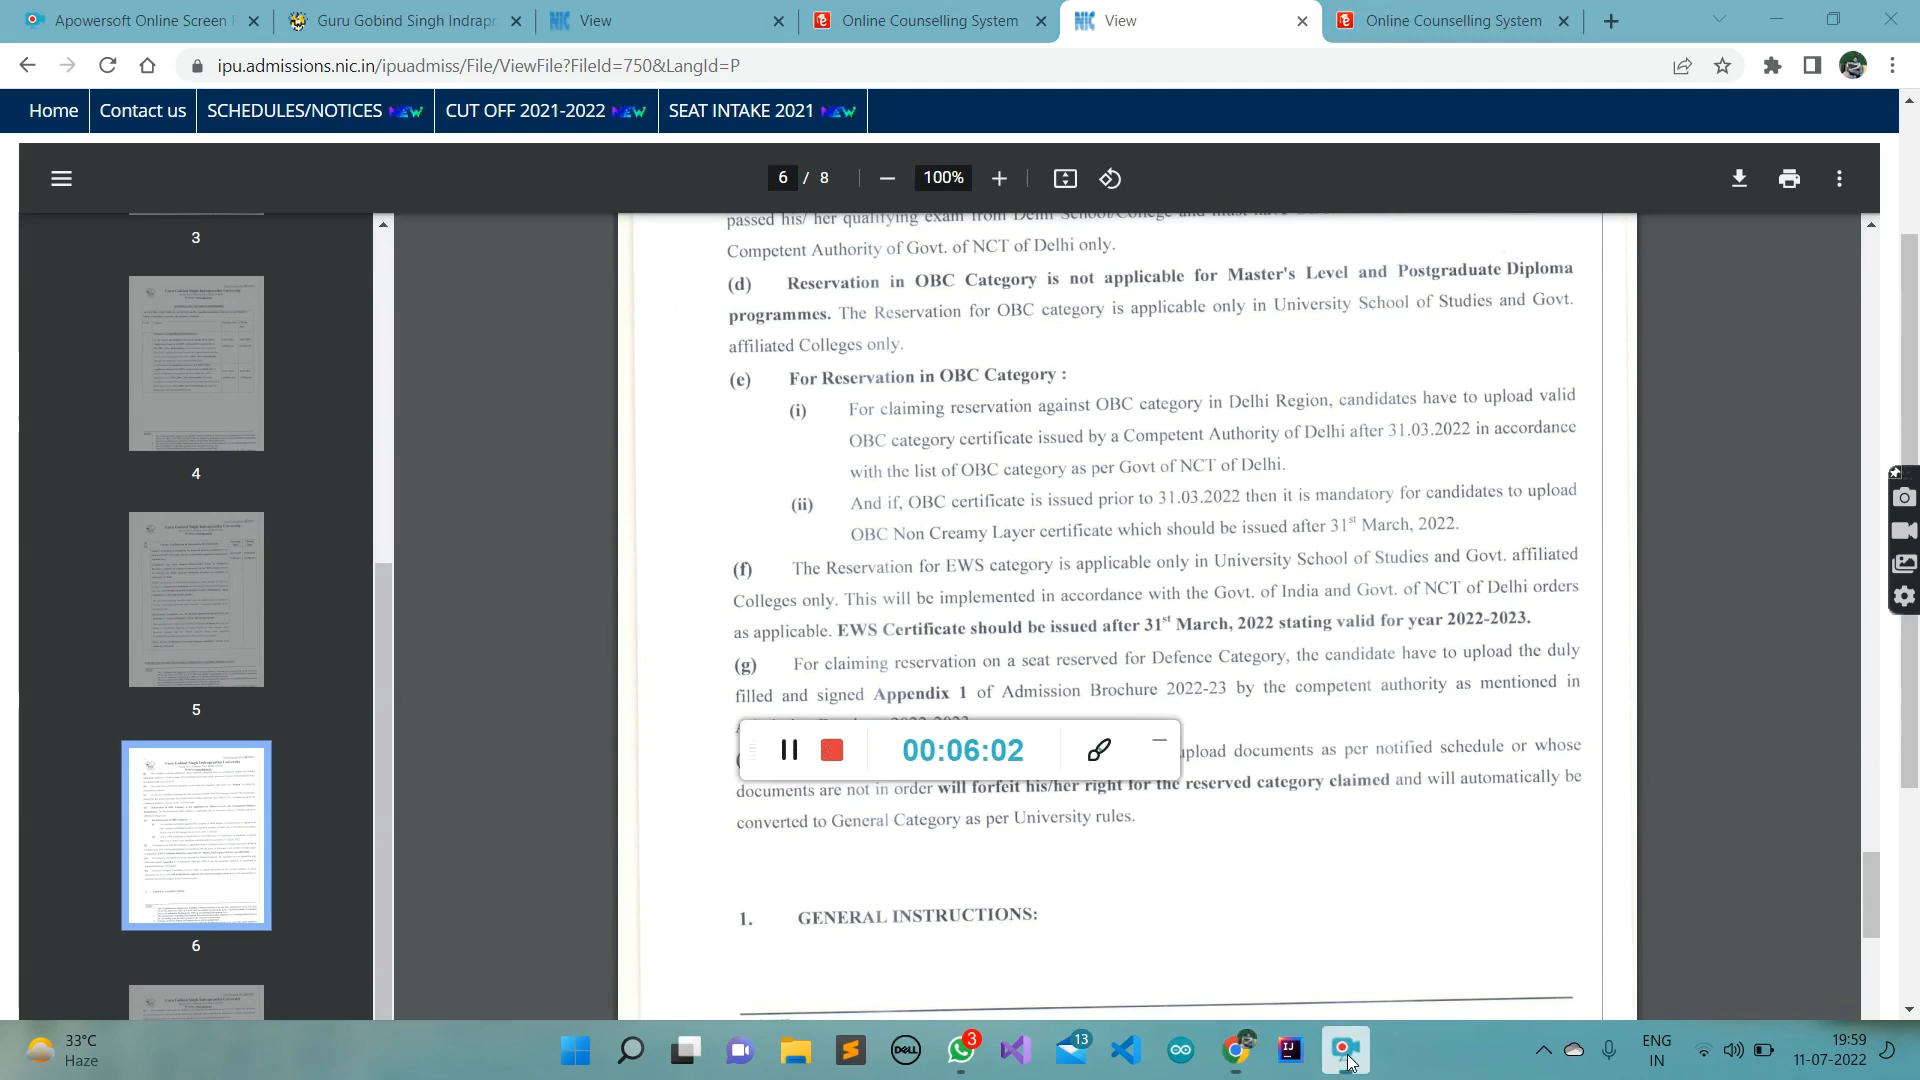 Apowersoft Online Screen
Guru Gobind Singh Indrapr
View
Online Counselling System
View
Online Counselling System
ipu.admissions.nic.in/ipuadmiss/File/ViewFile?FileId=750&LangId=P
Home
Contact us
SCHEDULES/NOTICES NEW
CUT OFF 2021-2022 NEW
SEAT INTAKE 2021 NEW
6 / 8
100%
3
4
5
6
passed his/ her qualifying exam from Delhi School/College and must have
Competent Authority of Govt. of NCT of Delhi only.
(d) Reservation in OBC Category is not applicable for Master's Level and Postgraduate Diploma
programmes. The Reservation for OBC category is applicable only in University School of Studies and Govt.
affiliated Colleges only.
(e) For Reservation in OBC Category :
(i) For claiming reservation against OBC category in Delhi Region, candidates have to upload valid
OBC category certificate issued by a Competent Authority of Delhi after 31.03.2022 in accordance
with the list of OBC category as per Govt of NCT of Delhi.
(ii) And if, OBC certificate is issued prior to 31.03.2022 then it is mandatory for candidates to upload
OBC Non Creamy Layer certificate which should be issued after 31st March, 2022.
(f) The Reservation for EWS category is applicable only in University School of Studies and Govt. affiliated
Colleges only. This will be implemented in accordance with the Govt. of India and Govt. of NCT of Delhi orders
as applicable. EWS Certificate should be issued after 31st March, 2022 stating valid for year 2022-2023.
(g) For claiming reservation on a seat reserved for Defence Category, the candidate have to upload the duly
filled and signed Appendix 1 of Admission Brochure 2022-23 by the competent authority as mentioned in
00:06:02
upload documents as per notified schedule or whose
documents are not in order will forfeit his/her right for the reserved category claimed and will automatically be
converted to General Category as per University rules.
1. GENERAL INSTRUCTIONS:
33°C
Haze
DELL
3
13
IJ
ENG
IN
19:59
11-07-2022